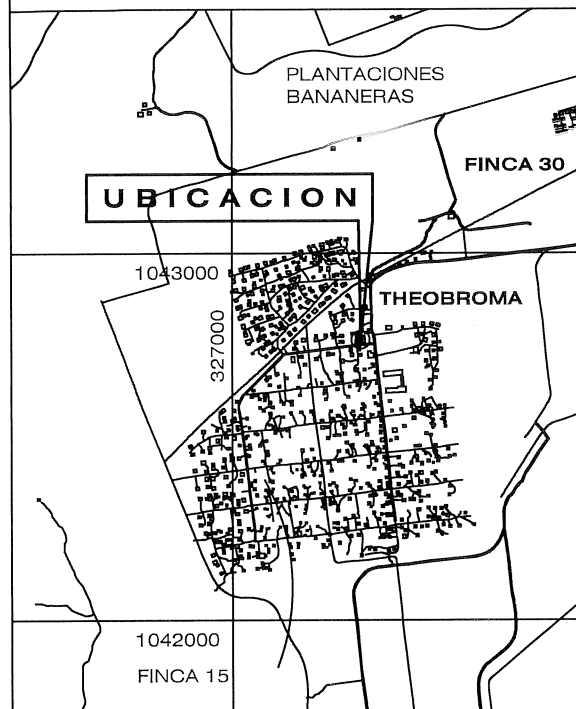 PLANTACIONES
BANANERAS
FINCA 30
UBICACION
1043000
THEOBROMA
327000
1042000
FINCA 15